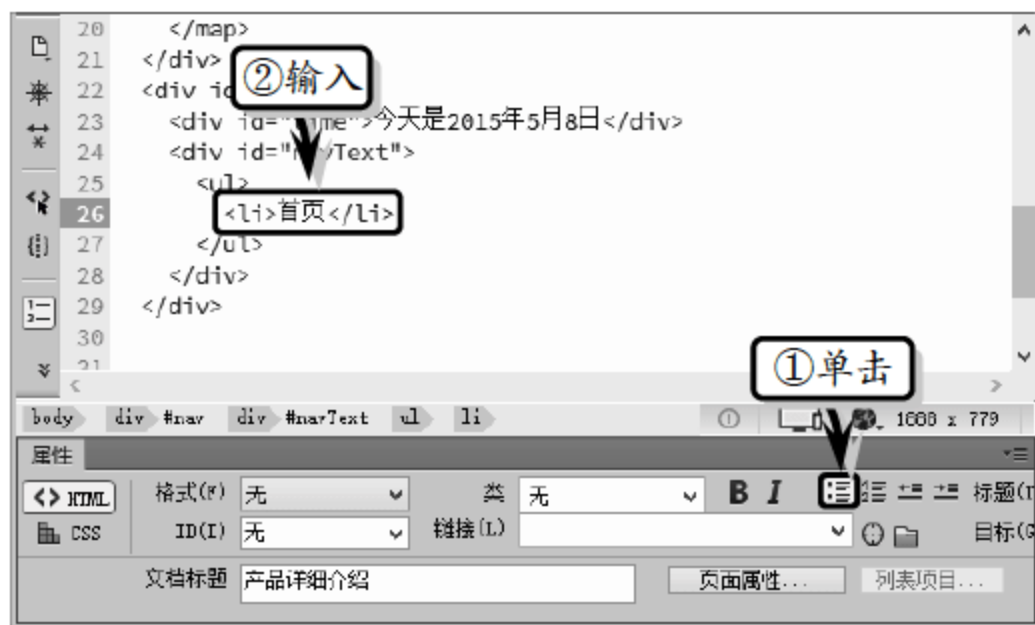 20 </map>
21 </div>
②输入
22 <div id
23 <div id="time">今天是2015年5月8日</div>
24 <div id="navText">
25 <ul>
26 <li>首页</li>
27 </ul>
28 </div>
29 </div>
30
31
①单击
body div #nav div #navText ul li
属性
<> HTML 格式(F) 无 类 无 B I 标题(T
CSS ID(I) 无 链接(L) 目标(G
文档标题 产品详细介绍 页面属性... 列表项目...